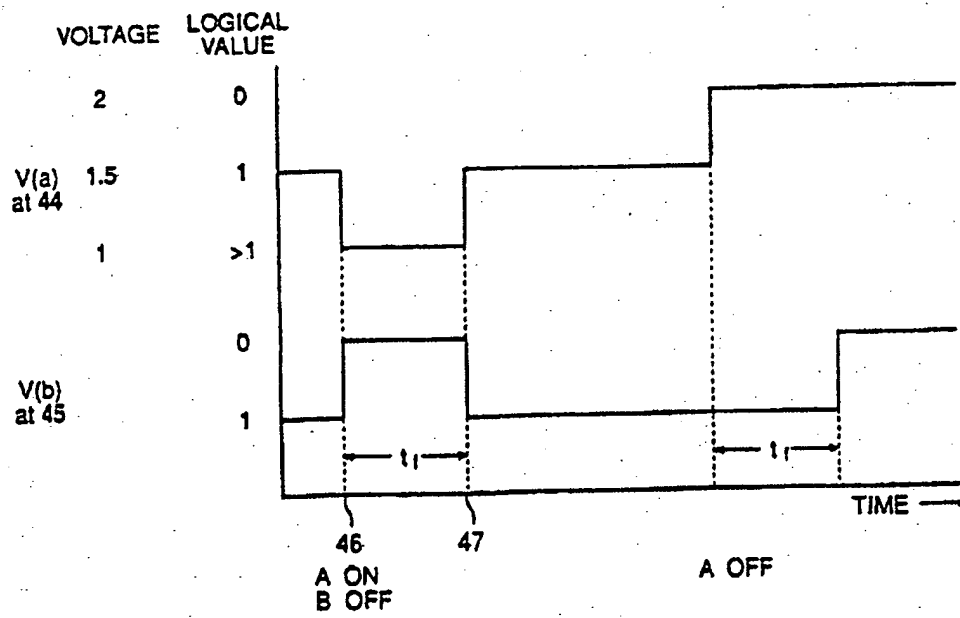 VOLTAGE
LOGICAL
VALUE
2
0
V(a)
at 44
1.5
1
1
>1
0
V(b)
at 45
1
t1
t1
TIME
46
47
A ON
B OFF
A OFF